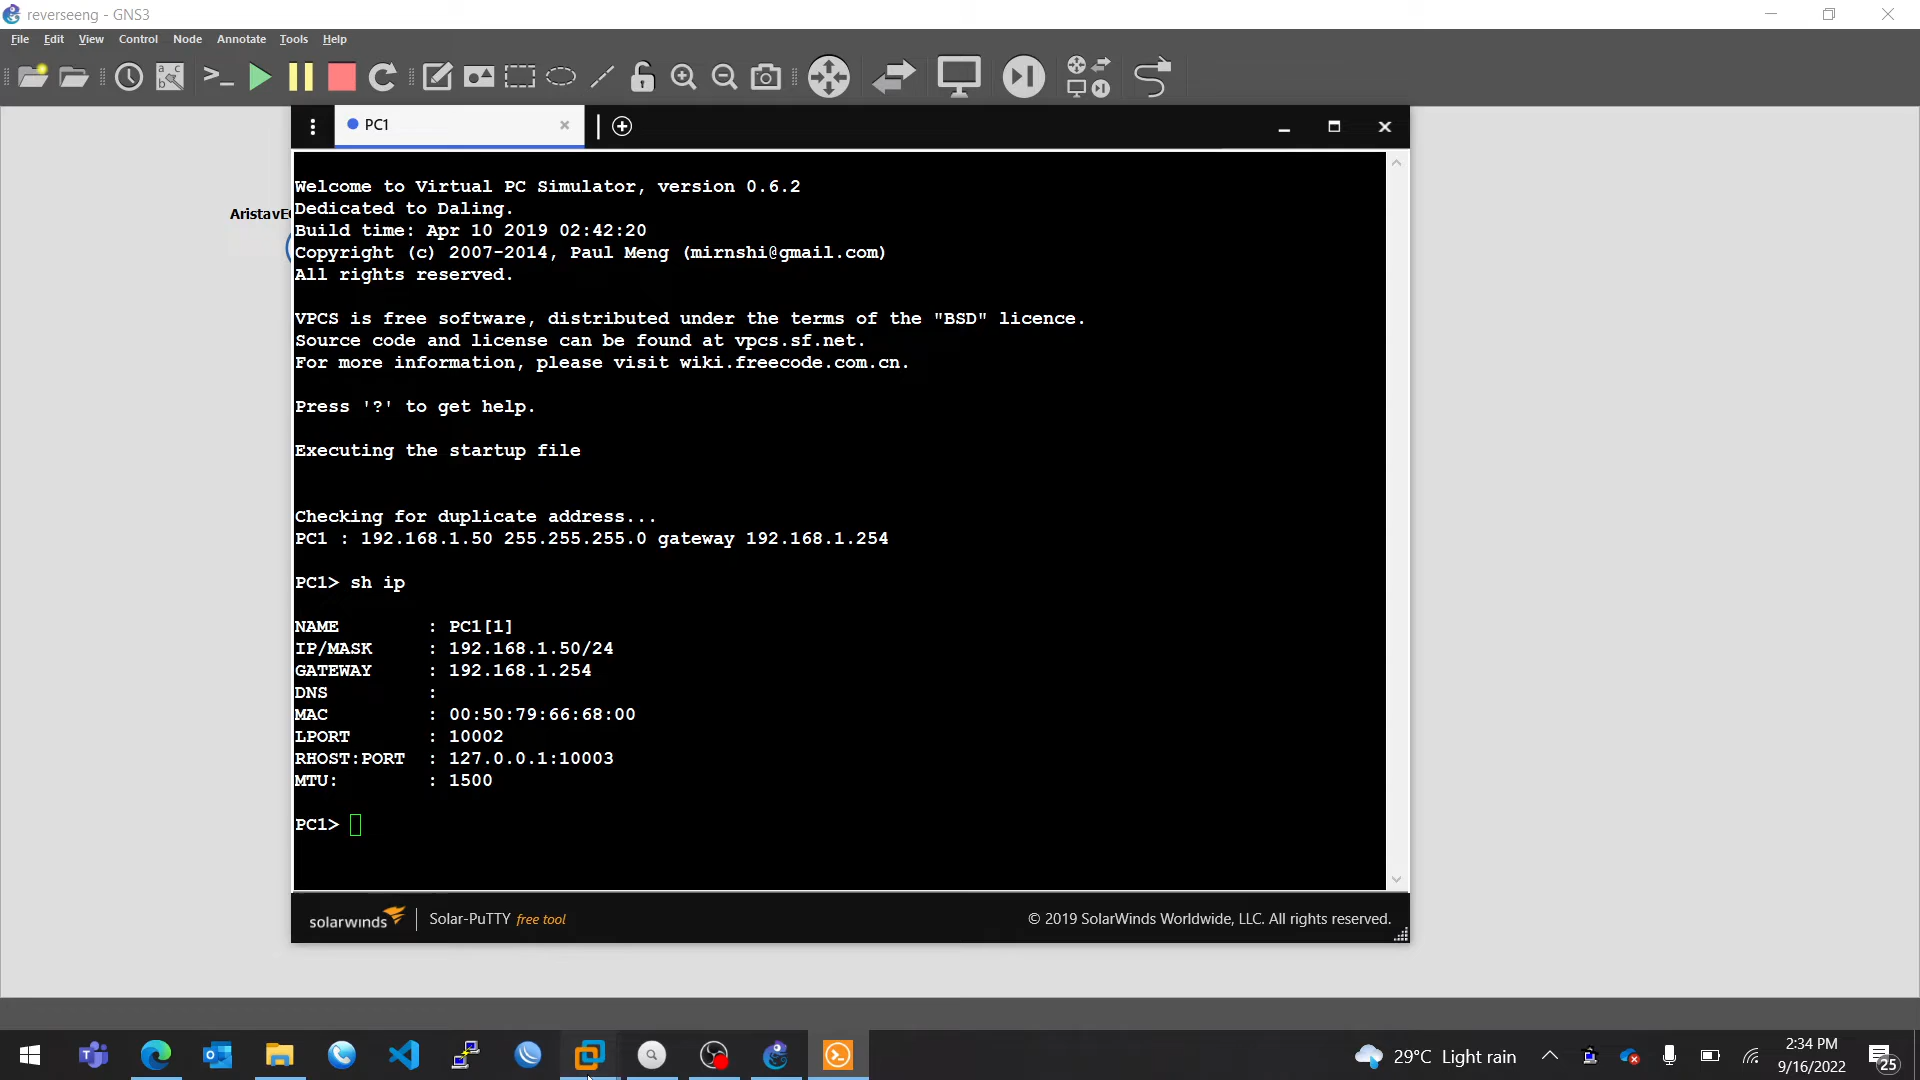 reverseeng - GNS3
File Edit View Control Node Annotate Tools Help
PC1
AristavE
Welcome to Virtual PC Simulator, version 0.6.2
Dedicated to Daling.
Build time: Apr 10 2019 02:42:20
Copyright (c) 2007-2014, Paul Meng (mirnshi@gmail.com)
All rights reserved.
VPCS is free software, distributed under the terms of the "BSD" licence.
Source code and license can be found at vpcs.sf.net.
For more information, please visit wiki.freecode.com.cn.
Press '?' to get help.
Executing the startup file
Checking for duplicate address...
PC1 : 192.168.1.50 255.255.255.0 gateway 192.168.1.254
PC1> sh ip
NAME : PC1[1]
IP/MASK : 192.168.1.50/24
GATEWAY : 192.168.1.254
DNS :
MAC : 00:50:79:66:68:00
LPORT : 10002
RHOST:PORT : 127.0.0.1:10003
MTU: : 1500
PC1>
solarwinds Solar-PuTTY free tool © 2019 SolarWinds Worldwide, LLC. All rights reserved.
29°C Light rain
2:34 PM
9/16/2022
25